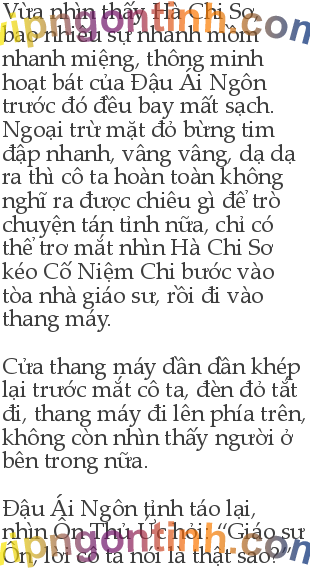 Vừa nhìn thấy Hà Chi Sơ
bao nhiêu sự nhanh mồm
nhanh miệng, thông minh
hoạt bát của Đậu Ái Ngôn
trước đó đều bay mất sạch.
Ngoại trừ mặt đỏ bừng tim
đập nhanh, vâng vâng, dạ dạ
ra thì cô ta hoàn toàn không
nghĩ ra được chiêu gì để trò
chuyện tán tỉnh nữa, chỉ có
thể trơ mắt nhìn Hà Chi Sơ
kéo Cố Niệm Chi bước vào
tòa nhà giáo sư, rồi đi vào
thang máy.
Cửa thang máy dần dần khép
lại trước mắt cô ta, đèn đỏ tắt
đi, thang máy đi lên phía trên,
không còn nhìn thấy người ở
bên trong nữa.
Đậu Ái Ngôn tỉnh táo lại,
nhìn Ôn Thủ Ức hỏi: “Giáo sư
Ôn, lời cô ta nói là thật sao?”